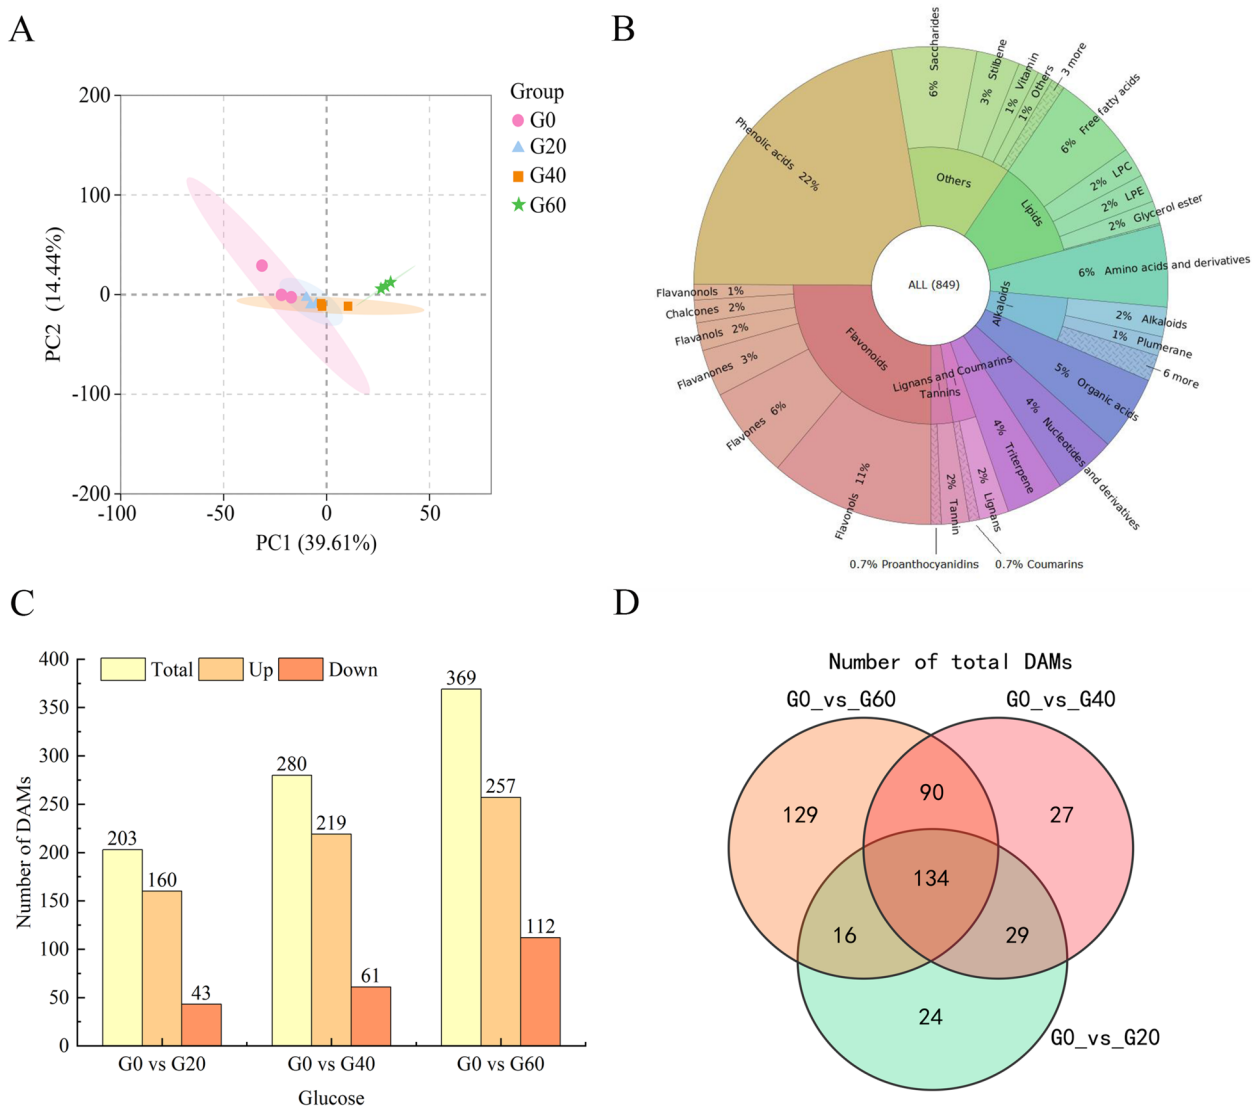 A
200
100
0
-100
-200
-100
-50
0
50
PC2 (14.44%)
PC1 (39.61%)
Group
G0
G20
G40
G60
B
6% Saccharides
3% Stilbene
1% Vitamin
1% Others
3 more
6% Free fatty acids
2% LPC
2% LPE
2% Glycerol ester
6% Amino acids and derivatives
2% Alkaloids
1% Plumerane
6 more
5% Organic acids
4% Nucleotides and derivatives
4% Triterpene
2% Lignans
0.7% Coumarins
2% Tannin
0.7% Proanthocyanidins
Flavonols 11%
Flavones 6%
Flavanones 3%
Flavanols 2%
Chalcones 2%
Flavanonols 1%
Phenolic acids 22%
Others
Lipids
Alkaloids
Lignans and Coumarins
Tannins
Flavonoids
ALL (849)
C
Total
Up
Down
400
350
300
250
200
150
100
50
0
Number of DAMs
203
160
43
280
219
61
369
257
112
G0 vs G20
G0 vs G40
G0 vs G60
Glucose
D
Number of total DAMs
G0_vs_G60
G0_vs_G40
129
90
27
134
16
29
24
G0_vs_G20